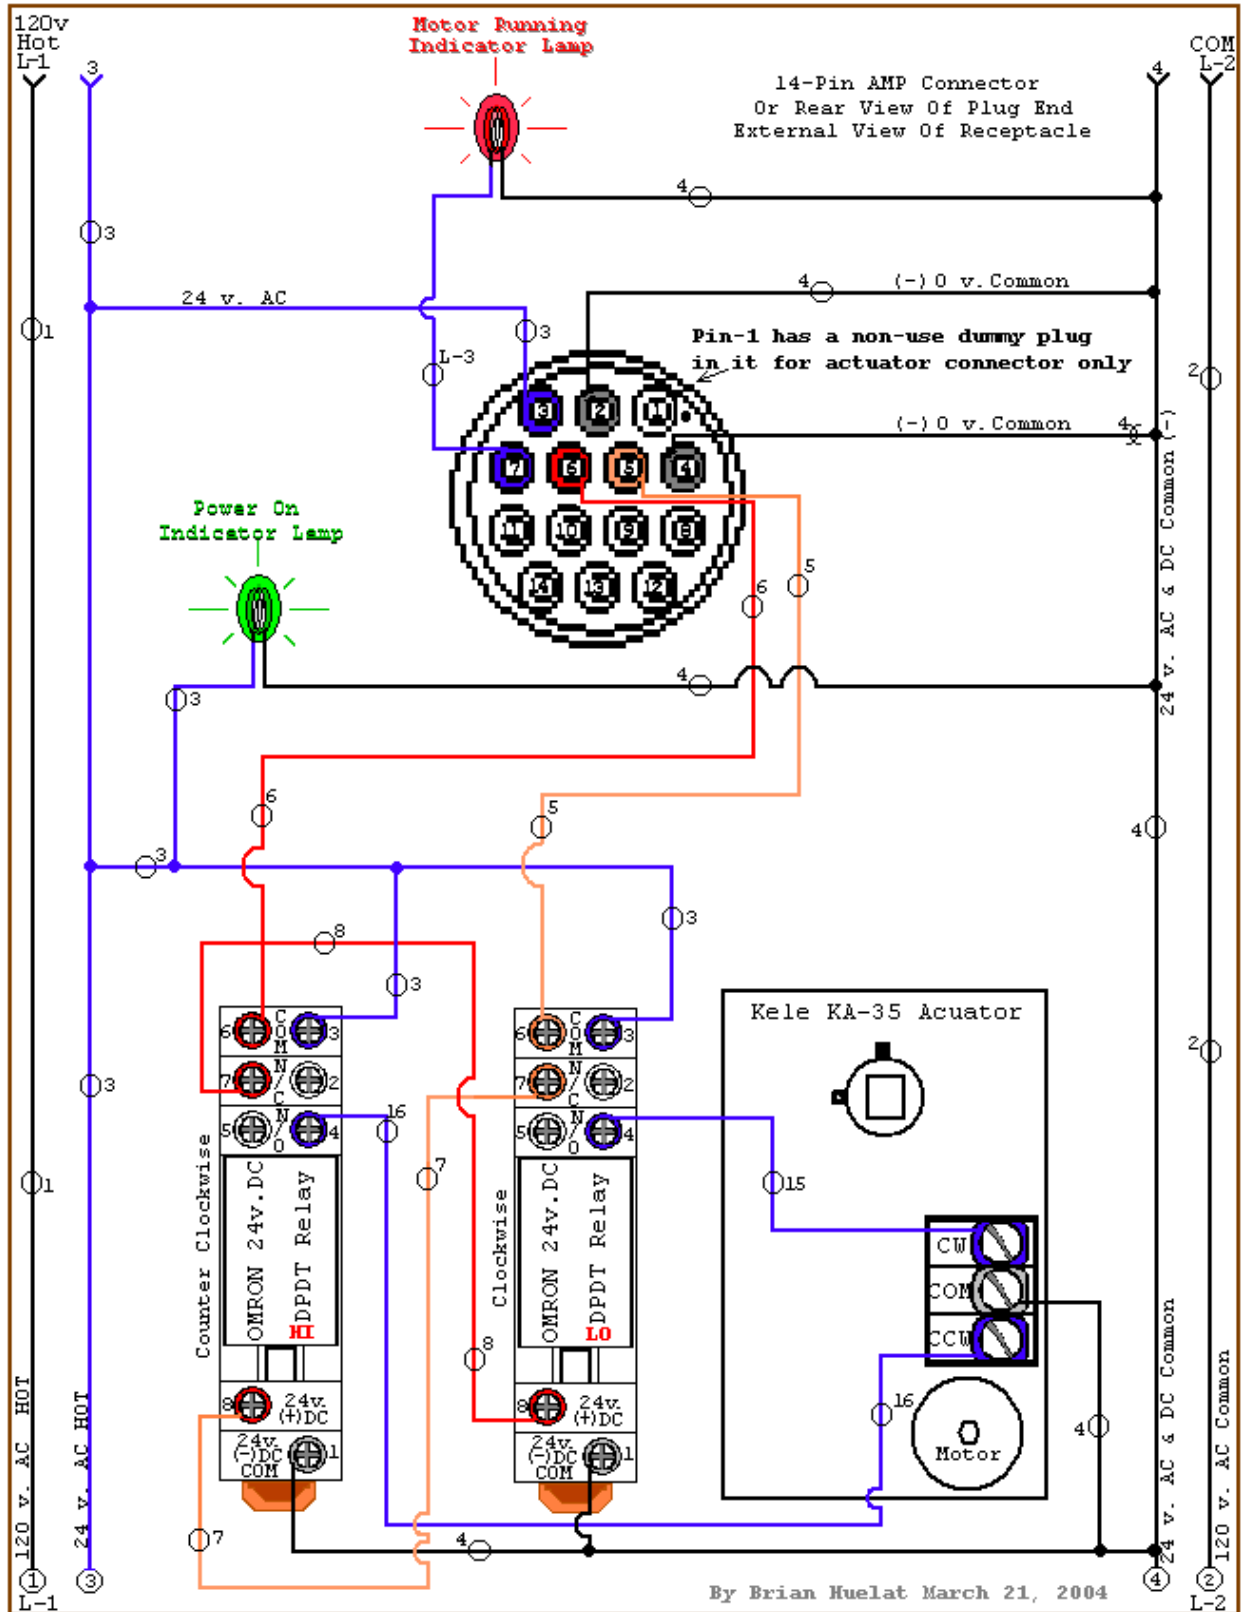 120v
Hot
L-1
3
Motor Running
Indicator Lamp
14-Pin AMP Connector
Or Rear View Of Plug End
External View Of Receptacle
4
COM
L-2
4
3
24 v. AC
4
(-) 0 v. Common
1
3
Pin-1 has a non-use dummy plug
in it for actuator connector only
L-3
2
3
2
1
4
(-) 0 v. Common
7
6
5
4
11
10
9
8
14
13
12
Power On
Indicator Lamp
6
5
24 v. AC & DC Common (-)
3
4
6
5
4
3
3
8
3
Kele KA-35 Acuator
6
COM
3
7
N/C
2
5
N/O
4
6
COM
3
7
N/C
2
5
N/O
4
2
3
16
1
7
15
Counter Clockwise
OMRON 24v.DC
DPDT Relay
HI
Clockwise
OMRON 24v.DC
DPDT Relay
LO
CW
COM
CCW
8
8
24v.
(+)DC
24v.
(-)DC
COM
1
8
24v.
(+)DC
24v.
(-)DC
COM
1
16
4
Motor
7
4
120 v. AC HOT
24 v. AC HOT
24 v. AC & DC Common
120 v. AC Common
1
3
4
2
L-1
By Brian Huelat March 21, 2004
L-2